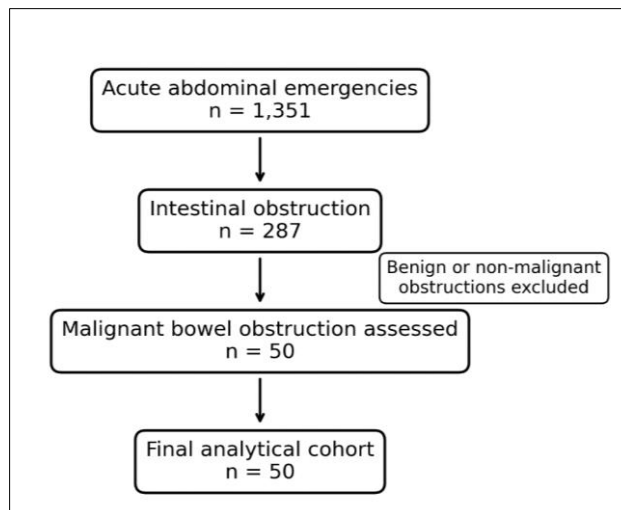 Acute abdominal emergencies
n = 1,351
Intestinal obstruction
n = 287
Benign or non-malignant
obstructions excluded
Malignant bowel obstruction assessed
n = 50
Final analytical cohort
n = 50